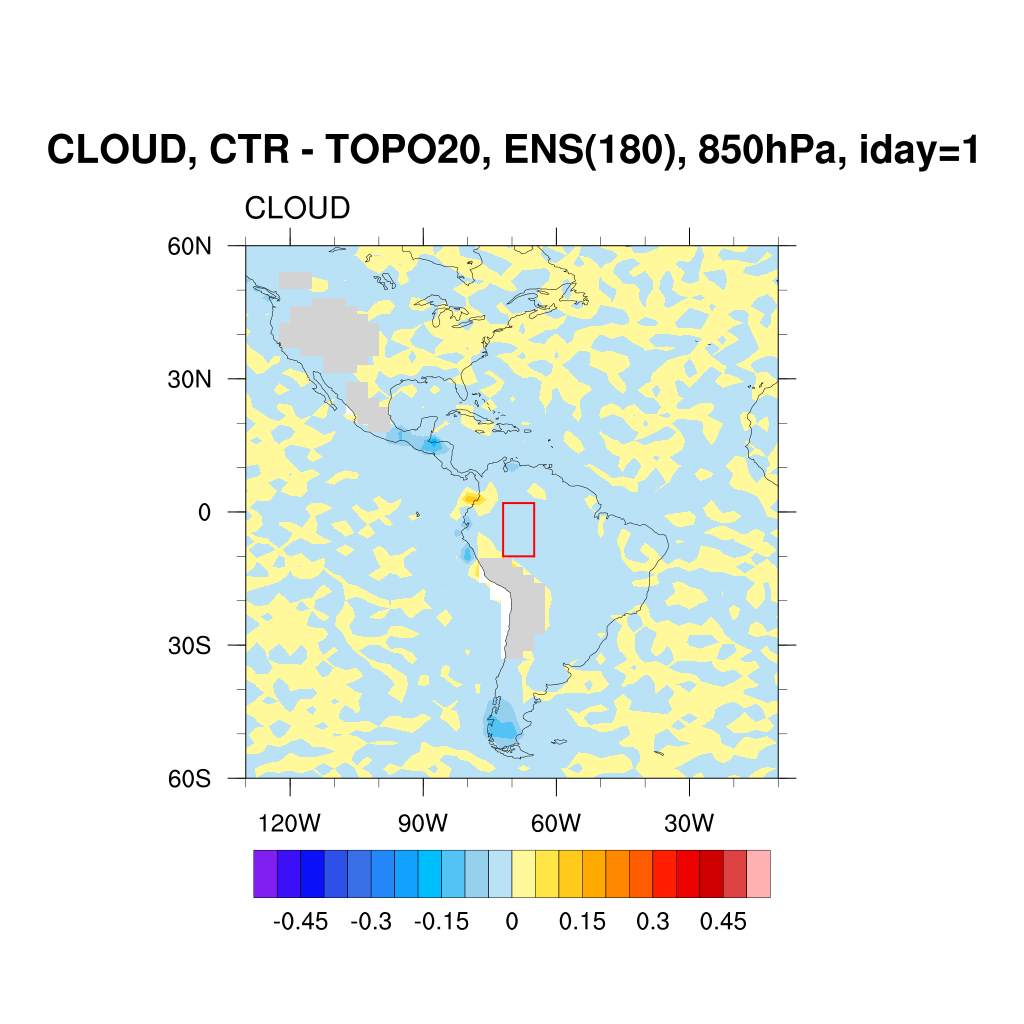 CLOUD, CTR - TOPO20, ENS(180), 850hPa, iday=1
CLOUD
60N
30N
0
30S
60S
120W 90W 60W 30W
-0.45 -0.3 -0.15 0 0.15 0.3 0.45